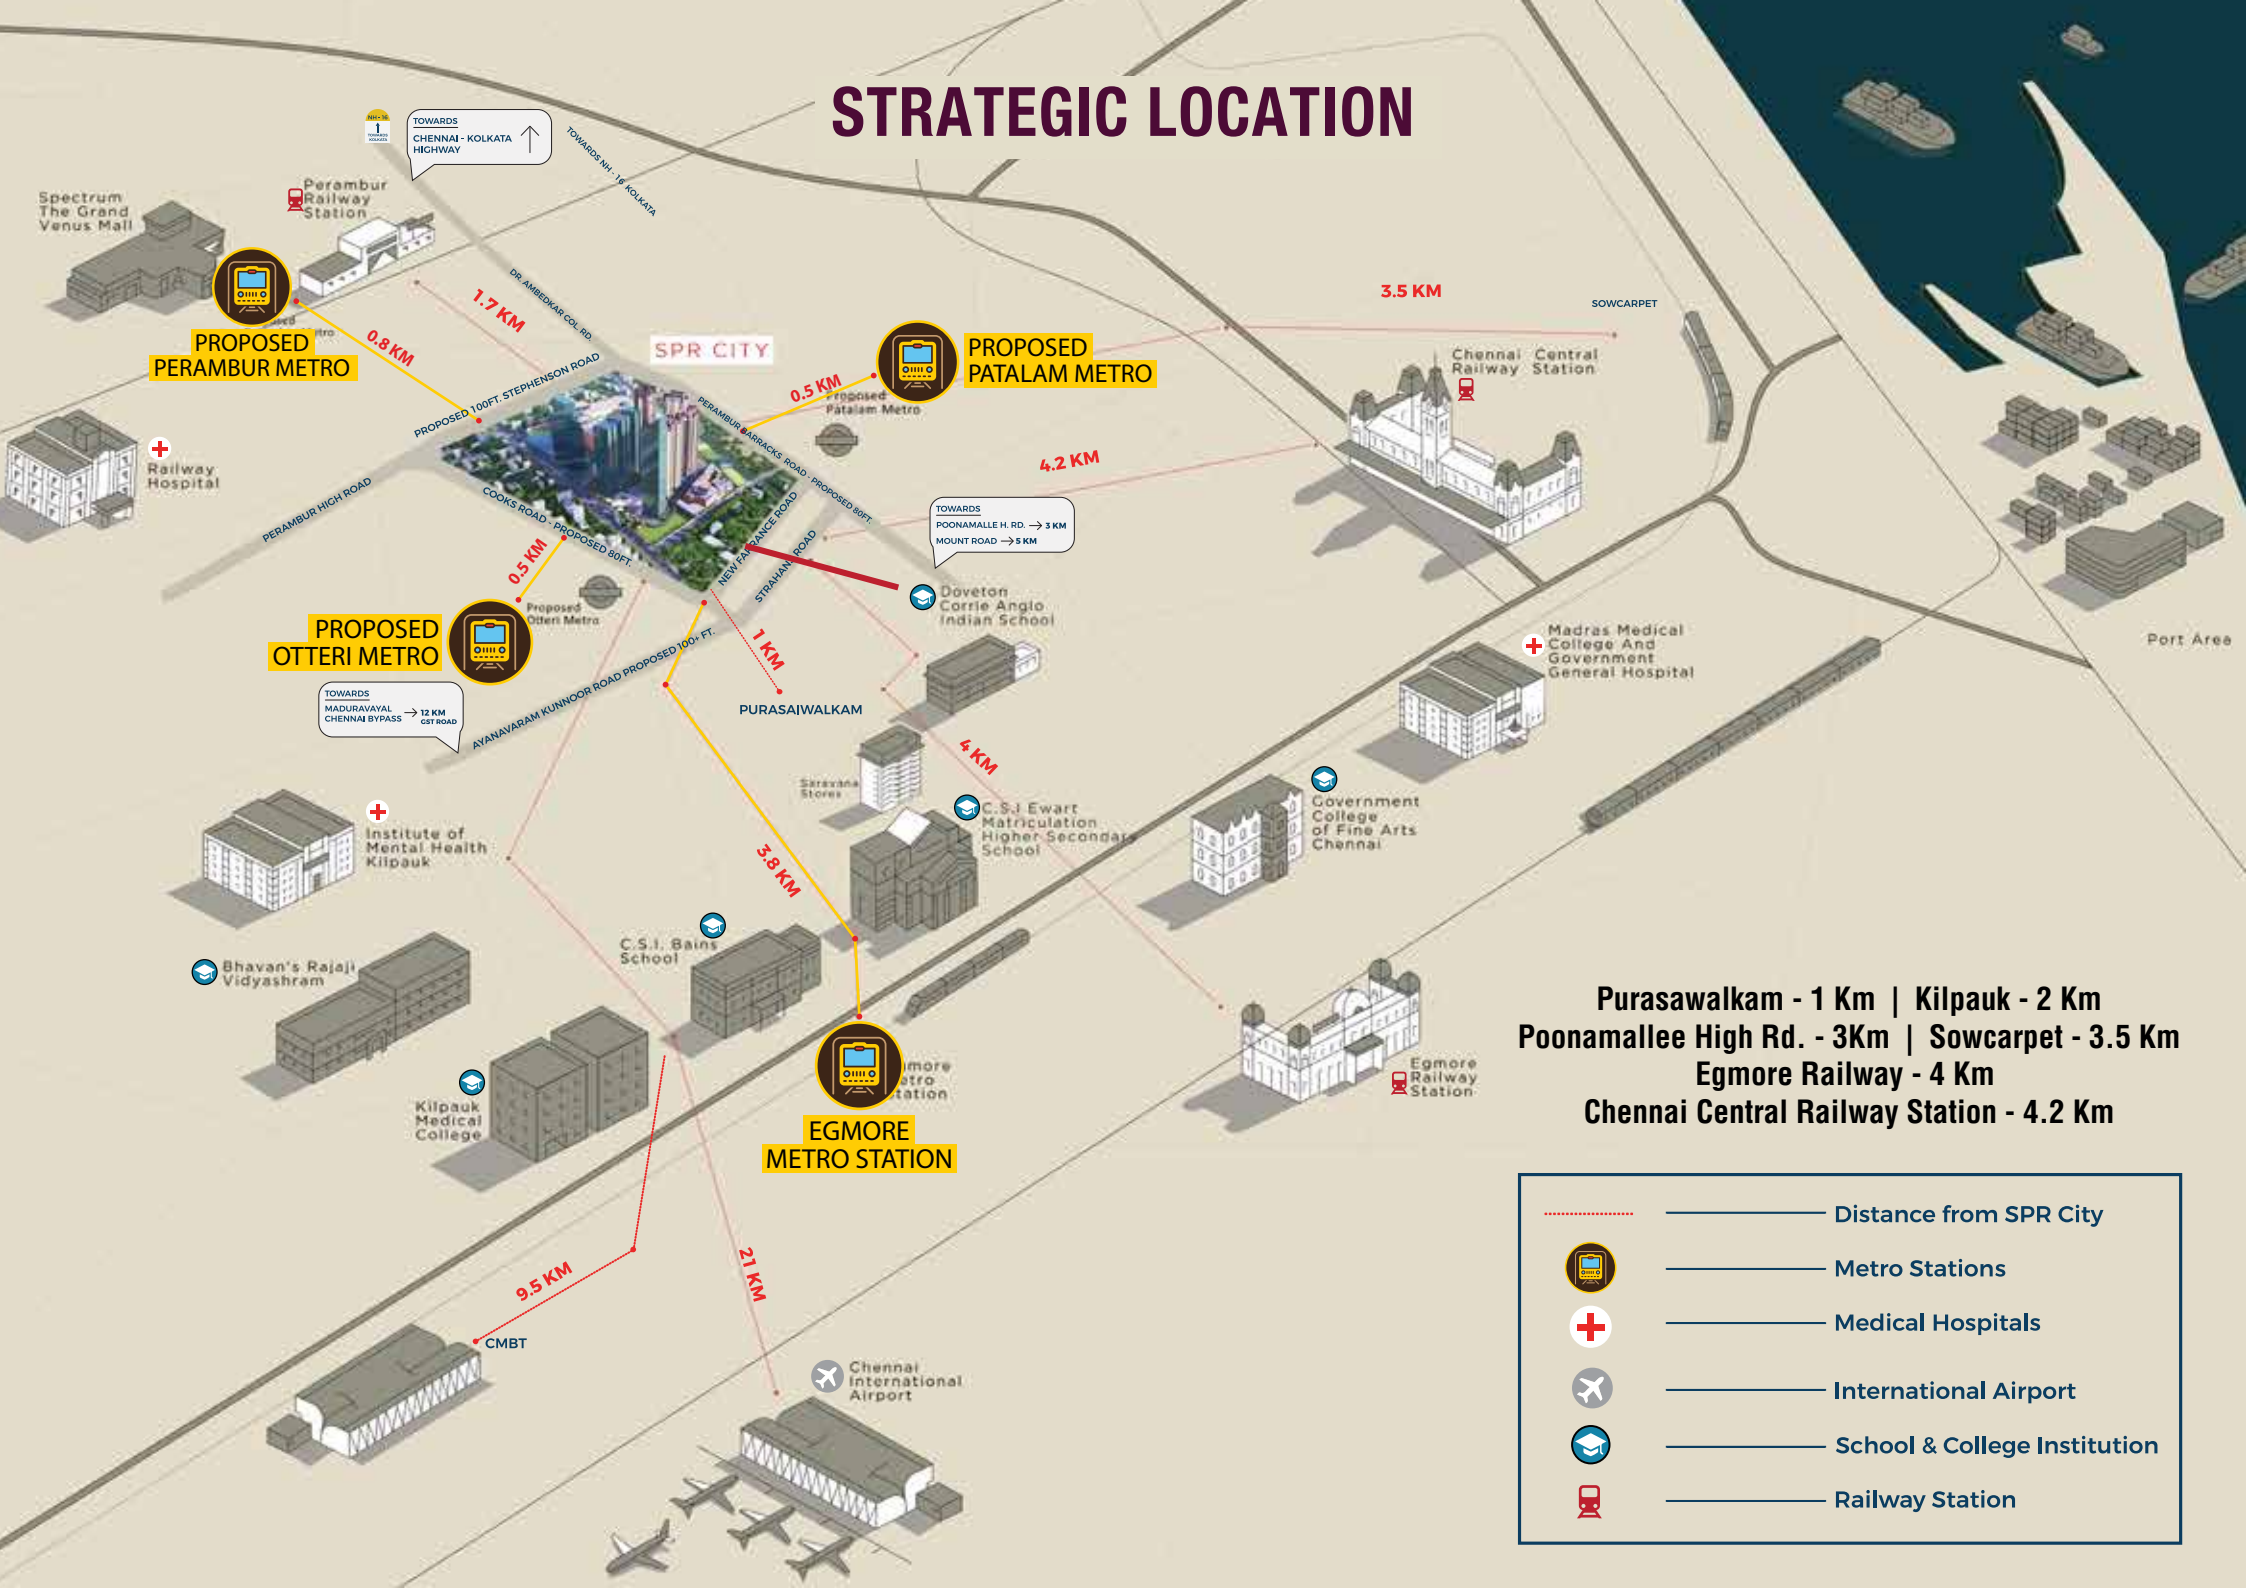 STRATEGIC LOCATION
NH - 16
TOWARDS
KOLKATA
TOWARDS
CHENNAI - KOLKATA
HIGHWAY
TOWARDS NH - 16 KOLKATA
Spectrum
The Grand
Venus Mall
Perambur
Railway
Station
PROPOSED
PERAMBUR METRO
0.8 KM
1.7 KM
DR. AMBEDKAR COL RD.
SPR CITY
PROPOSED
PATALAM METRO
0.5 KM
Proposed
Patalam Metro
3.5 KM
SOWCARPET
Chennai Central
Railway Station
PROPOSED 100FT. STEPHENSON ROAD
PERAMBUR BARRACKS ROAD - PROPOSED 80FT.
4.2 KM
Railway
Hospital
PERAMBUR HIGH ROAD
COOKS ROAD - PROPOSED 80FT.
NEW FARRANCE ROAD
STRAHANS ROAD
TOWARDS
POONAMALLE H. RD. → 3 KM
MOUNT ROAD → 5 KM
0.5 KM
Proposed
Otteri Metro
PROPOSED
OTTERI METRO
Doveton
Corrie Anglo
Indian School
Madras Medical
College And
Government
General Hospital
Port Area
TOWARDS
MADURAVAYAL
CHENNAI BYPASS → 12 KM
GST ROAD
AYANAVARAM KUNNOOR ROAD PROPOSED 100+ FT.
1 KM
PURASAIWALKAM
4 KM
Saravana
Stores
C.S.I Ewart
Matriculation
Higher Secondary
School
Government
College
of Fine Arts
Chennai
Institute of
Mental Health
Kilpauk
3.8 KM
C.S.I. Bains
School
Bhavan's Rajaji
Vidyashram
Kilpauk
Medical
College
EGMORE
METRO STATION
Egmore
Railway
Station
Purasawalkam - 1 Km | Kilpauk - 2 Km
Poonamallee High Rd. - 3Km | Sowcarpet - 3.5 Km
Egmore Railway - 4 Km
Chennai Central Railway Station - 4.2 Km
9.5 KM
21 KM
CMBT
Chennai
International
Airport
Distance from SPR City
Metro Stations
Medical Hospitals
International Airport
School & College Institution
Railway Station